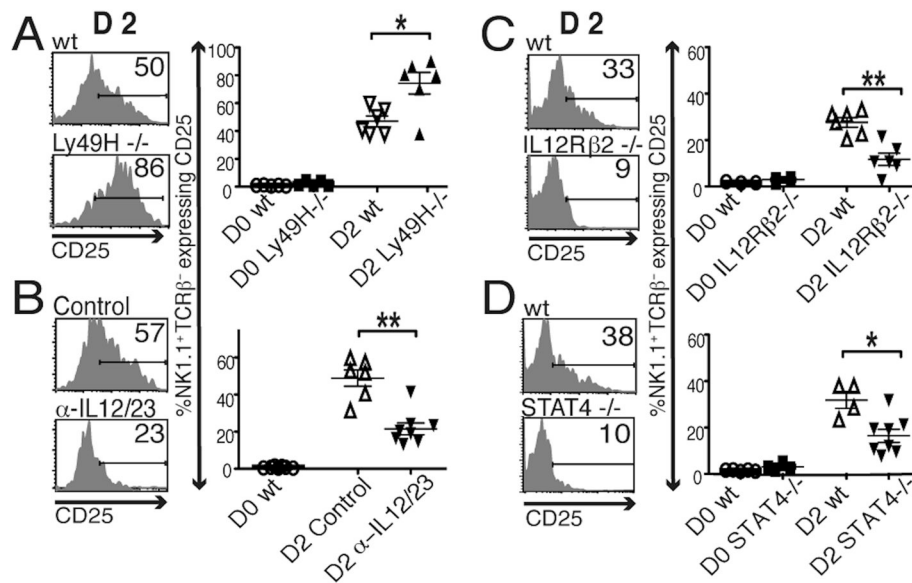 A
D 2
wt
50
Ly49H -/-
86
CD25
100
80
60
40
20
0
*
D0 wt
D0 Ly49H-/-
D2 wt
D2 Ly49H-/-
%NK1.1⁺TCRβ⁻ expressing CD25
B
Control
57
α-IL12/23
23
CD25
60
40
20
0
**
D0 wt
D2 Control
D2 α-IL12/23
C
D 2
wt
33
IL12Rβ2 -/-
9
CD25
60
40
20
0
**
D0 wt
D0 IL12Rβ2-/-
D2 wt
D2 IL12Rβ2-/-
%NK1.1⁺TCRβ⁻ expressing CD25
D
wt
38
STAT4 -/-
10
CD25
60
40
20
0
*
D0 wt
D0 STAT4-/-
D2 wt
D2 STAT4-/-